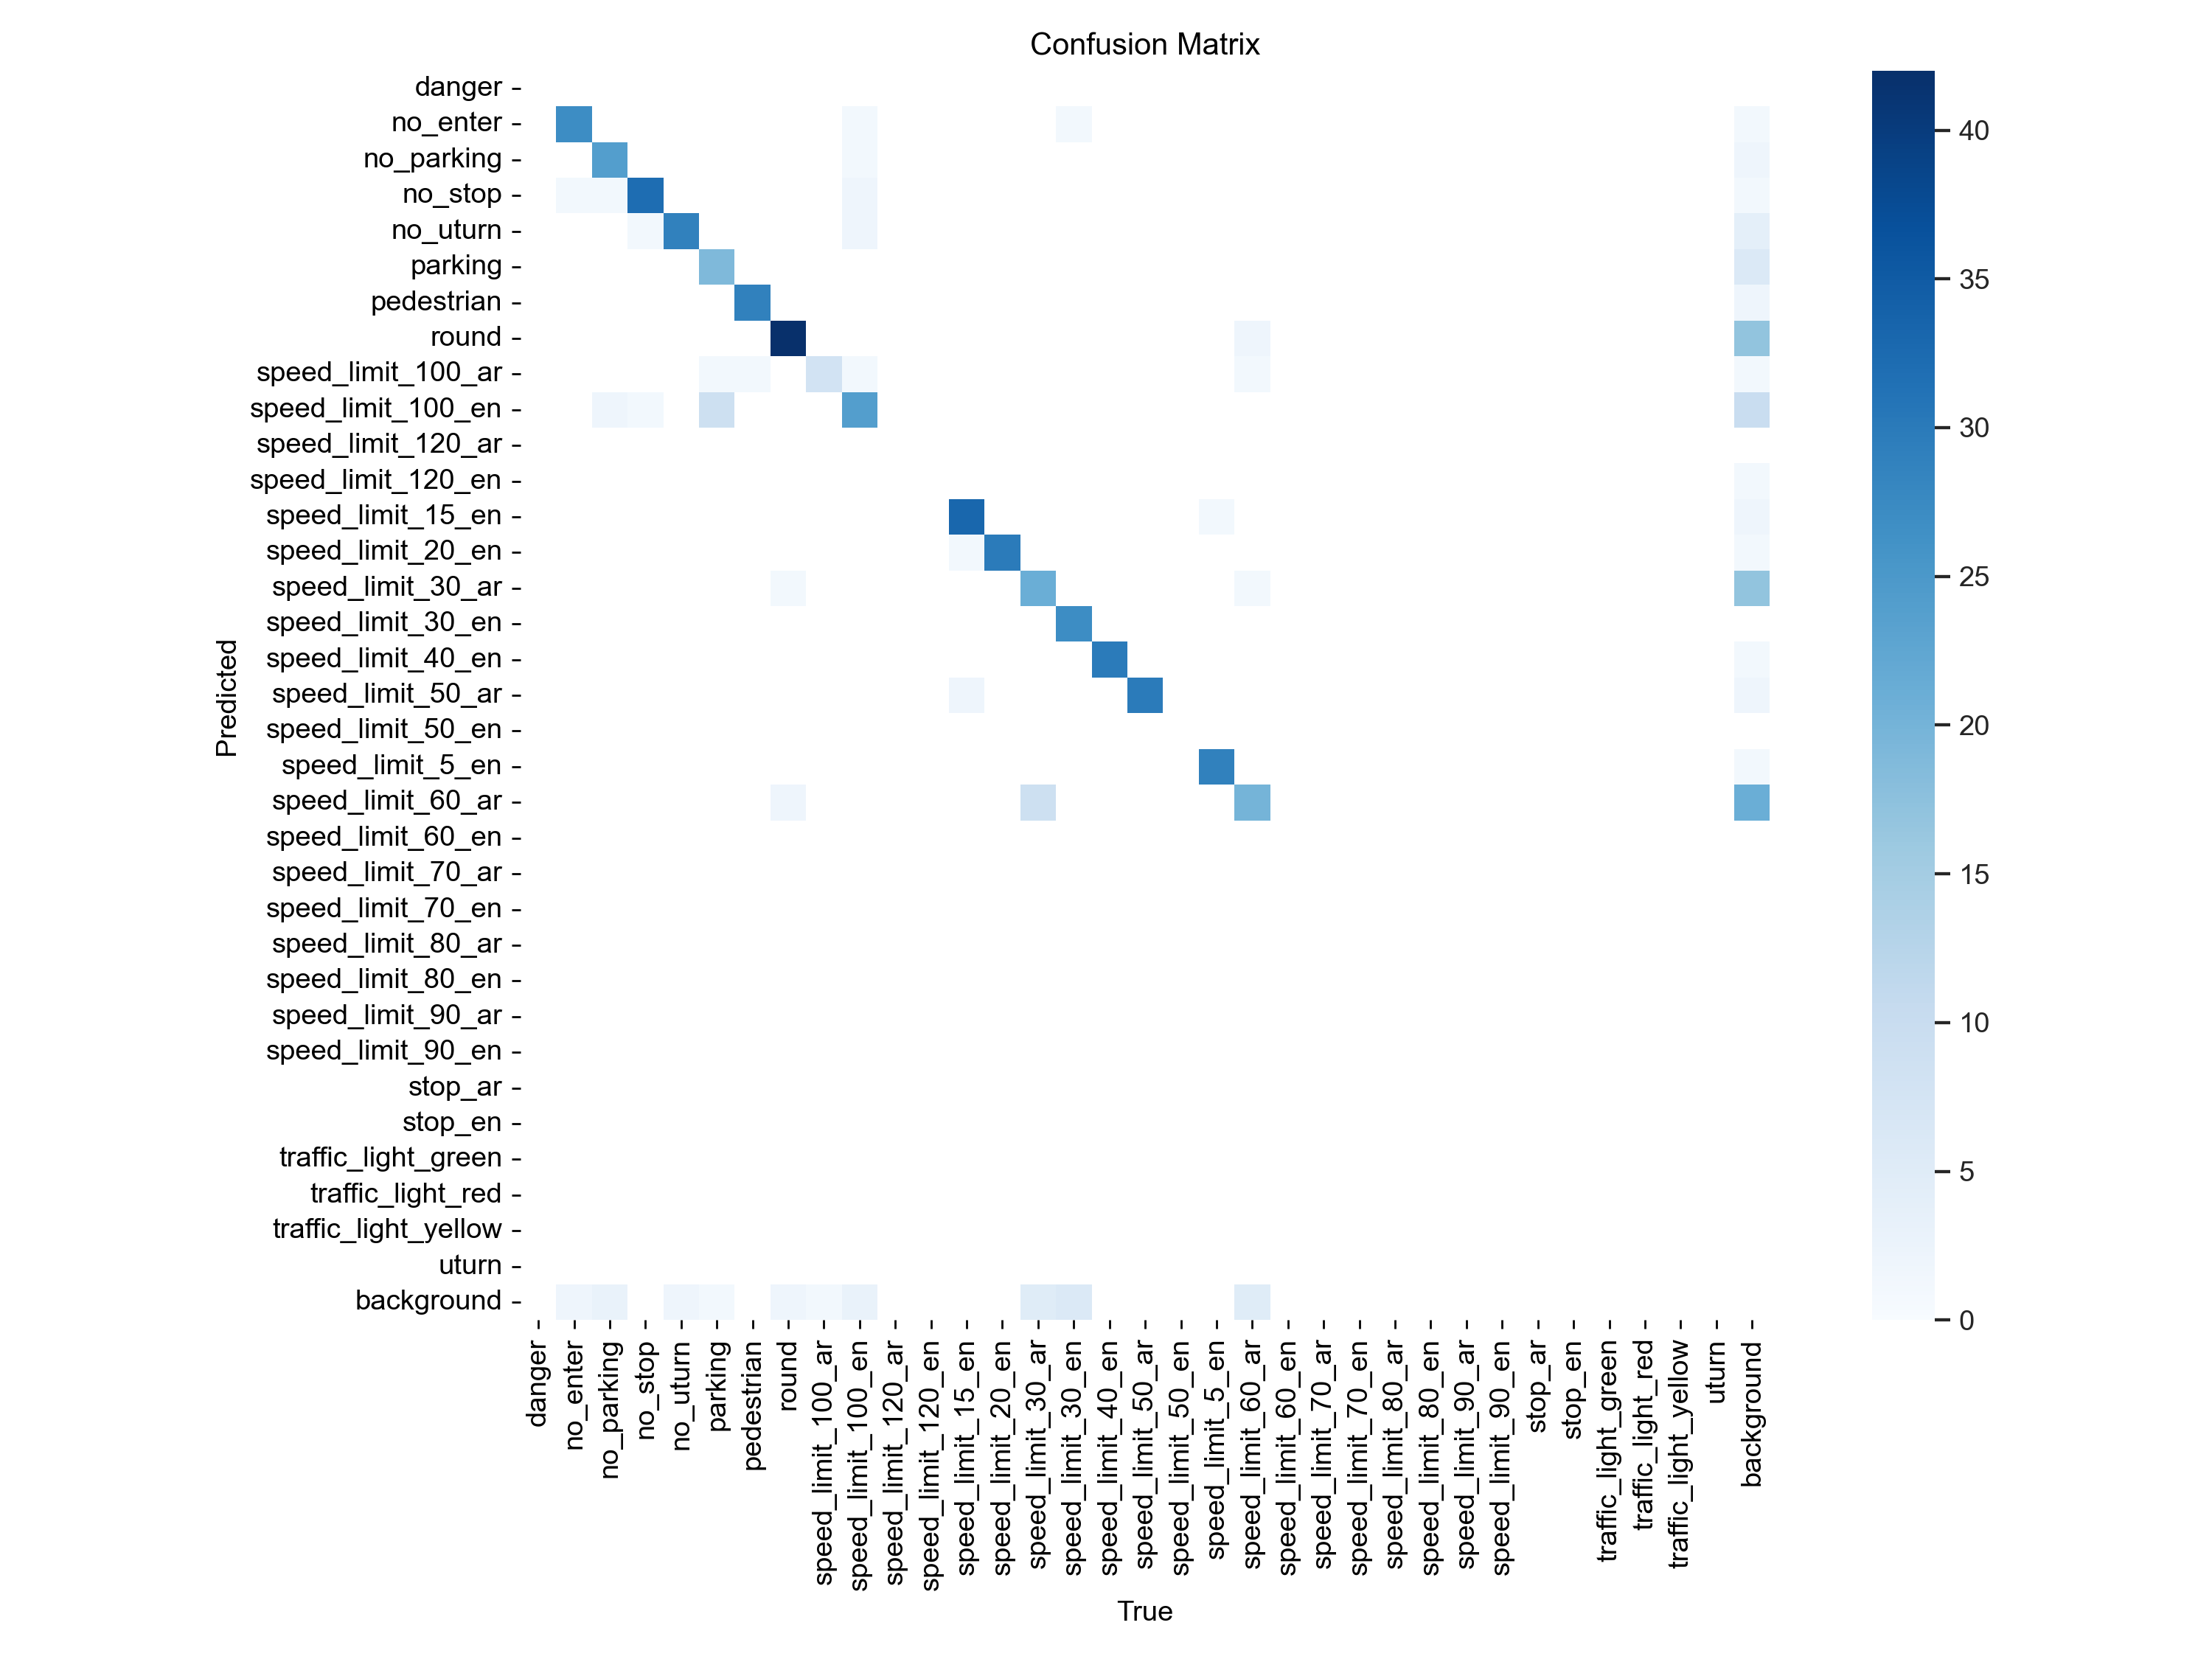 Confusion Matrix
danger
no_enter
no_parking
no_stop
no_uturn
parking
pedestrian
round
speed_limit_100_ar
speed_limit_100_en
speed_limit_120_ar
speed_limit_120_en
speed_limit_15_en
speed_limit_20_en
speed_limit_30_ar
speed_limit_30_en
speed_limit_40_en
speed_limit_50_ar
speed_limit_50_en
speed_limit_5_en
speed_limit_60_ar
speed_limit_60_en
speed_limit_70_ar
speed_limit_70_en
speed_limit_80_ar
speed_limit_80_en
speed_limit_90_ar
speed_limit_90_en
stop_ar
stop_en
traffic_light_green
traffic_light_red
traffic_light_yellow
uturn
background
Predicted
danger
no_enter
no_parking
no_stop
no_uturn
parking
pedestrian
round
speed_limit_100_ar
speed_limit_100_en
speed_limit_120_ar
speed_limit_120_en
speed_limit_15_en
speed_limit_20_en
speed_limit_30_ar
speed_limit_30_en
speed_limit_40_en
speed_limit_50_ar
speed_limit_50_en
speed_limit_5_en
speed_limit_60_ar
speed_limit_60_en
speed_limit_70_ar
speed_limit_70_en
speed_limit_80_ar
speed_limit_80_en
speed_limit_90_ar
speed_limit_90_en
stop_ar
stop_en
traffic_light_green
traffic_light_red
traffic_light_yellow
uturn
background
True
40
35
30
25
20
15
10
5
0